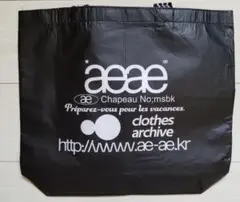 aeae
ae Chapeau No;msbk
Préparez-vous pour les vacances.
clothes
archive
http://www.ae-ae.kr